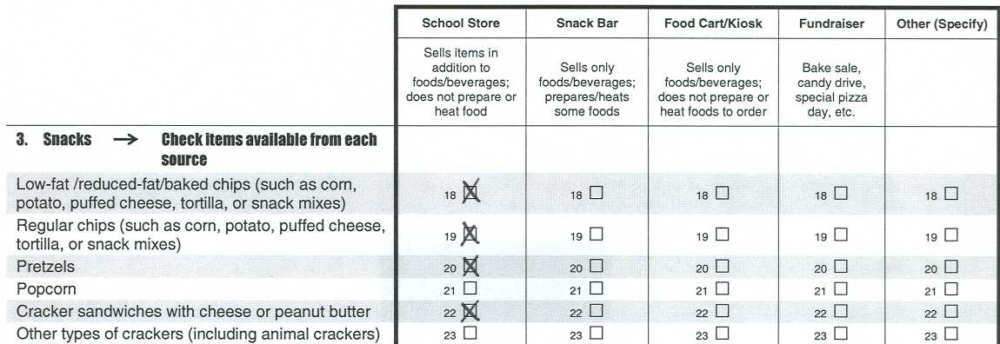 School Store Snack Bar Food Cart/Kiosk Fundraiser Other (Specify)
Sells items in
addition to
foods/beverages;
does not prepare or
heat food
Sells only
foods/beverages;
prepares/heats
some foods
Sells only
foods/beverages;
does not prepare or
heat foods to order
Bake sale,
candy drive,
special pizza
day, etc.
3. Snacks → Check items available from each
source
Low-fat /reduced-fat/baked chips (such as corn,
potato, puffed cheese, tortilla, or snack mixes)
18 ☒ 18 ☐ 18 ☐ 18 ☐ 18 ☐
Regular chips (such as corn, potato, puffed cheese,
tortilla, or snack mixes)
19 ☒ 19 ☐ 19 ☐ 19 ☐ 19 ☐
Pretzels 20 ☒ 20 ☐ 20 ☐ 20 ☐ 20 ☐
Popcorn 21 ☐ 21 ☐ 21 ☐ 21 ☐ 21 ☐
Cracker sandwiches with cheese or peanut butter 22 ☒ 22 ☐ 22 ☐ 22 ☐ 22 ☐
Other types of crackers (including animal crackers) 23 ☐ 23 ☐ 23 ☐ 23 ☐ 23 ☐